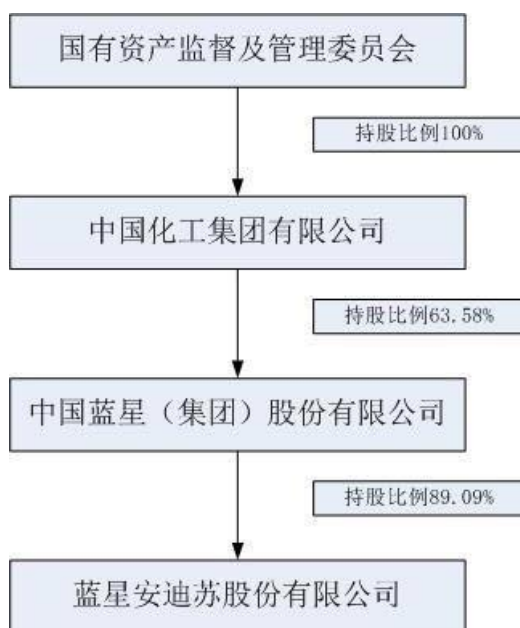 国有资产监督及管理委员会
持股比例100%
中国化工集团有限公司
持股比例63.58%
中国蓝星（集团）股份有限公司
持股比例89.09%
蓝星安迪苏股份有限公司